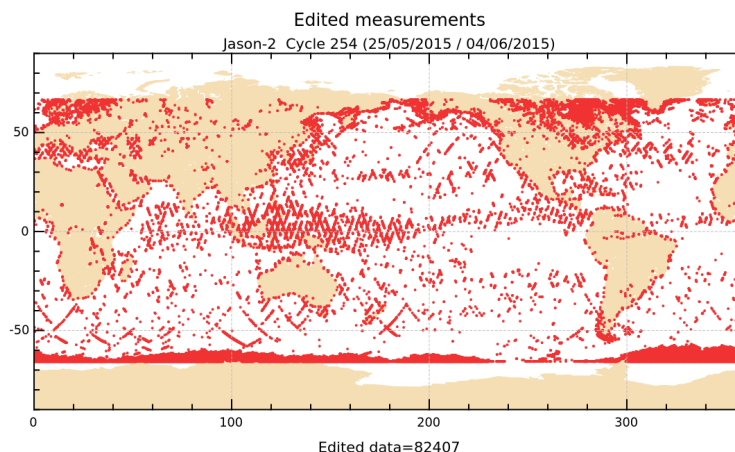 Edited measurements
Jason-2 Cycle 254 (25/05/2015 / 04/06/2015)
50
0
-50
0 100 200 300
Edited data=82407